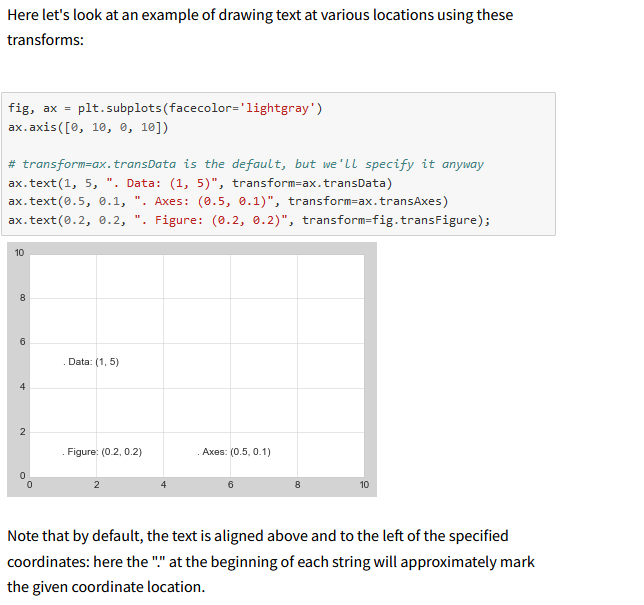 Here let's look at an example of drawing text at various locations using these
transforms:
fig, ax = plt.subplots(facecolor='lightgray')
ax.axis([0, 10, 0, 10])
# transform=ax.transData is the default, but we'll specify it anyway
ax.text(1, 5, ". Data: (1, 5)", transform=ax.transData)
ax.text(0.5, 0.1, ". Axes: (0.5, 0.1)", transform=ax.transAxes)
ax.text(0.2, 0.2, ". Figure: (0.2, 0.2)", transform=fig.transFigure);
10
8
6
. Data: (1, 5)
4
2
. Figure: (0.2, 0.2) . Axes: (0.5, 0.1)
0
0 2 4 6 8 10
Note that by default, the text is aligned above and to the left of the specified
coordinates: here the "." at the beginning of each string will approximately mark
the given coordinate location.